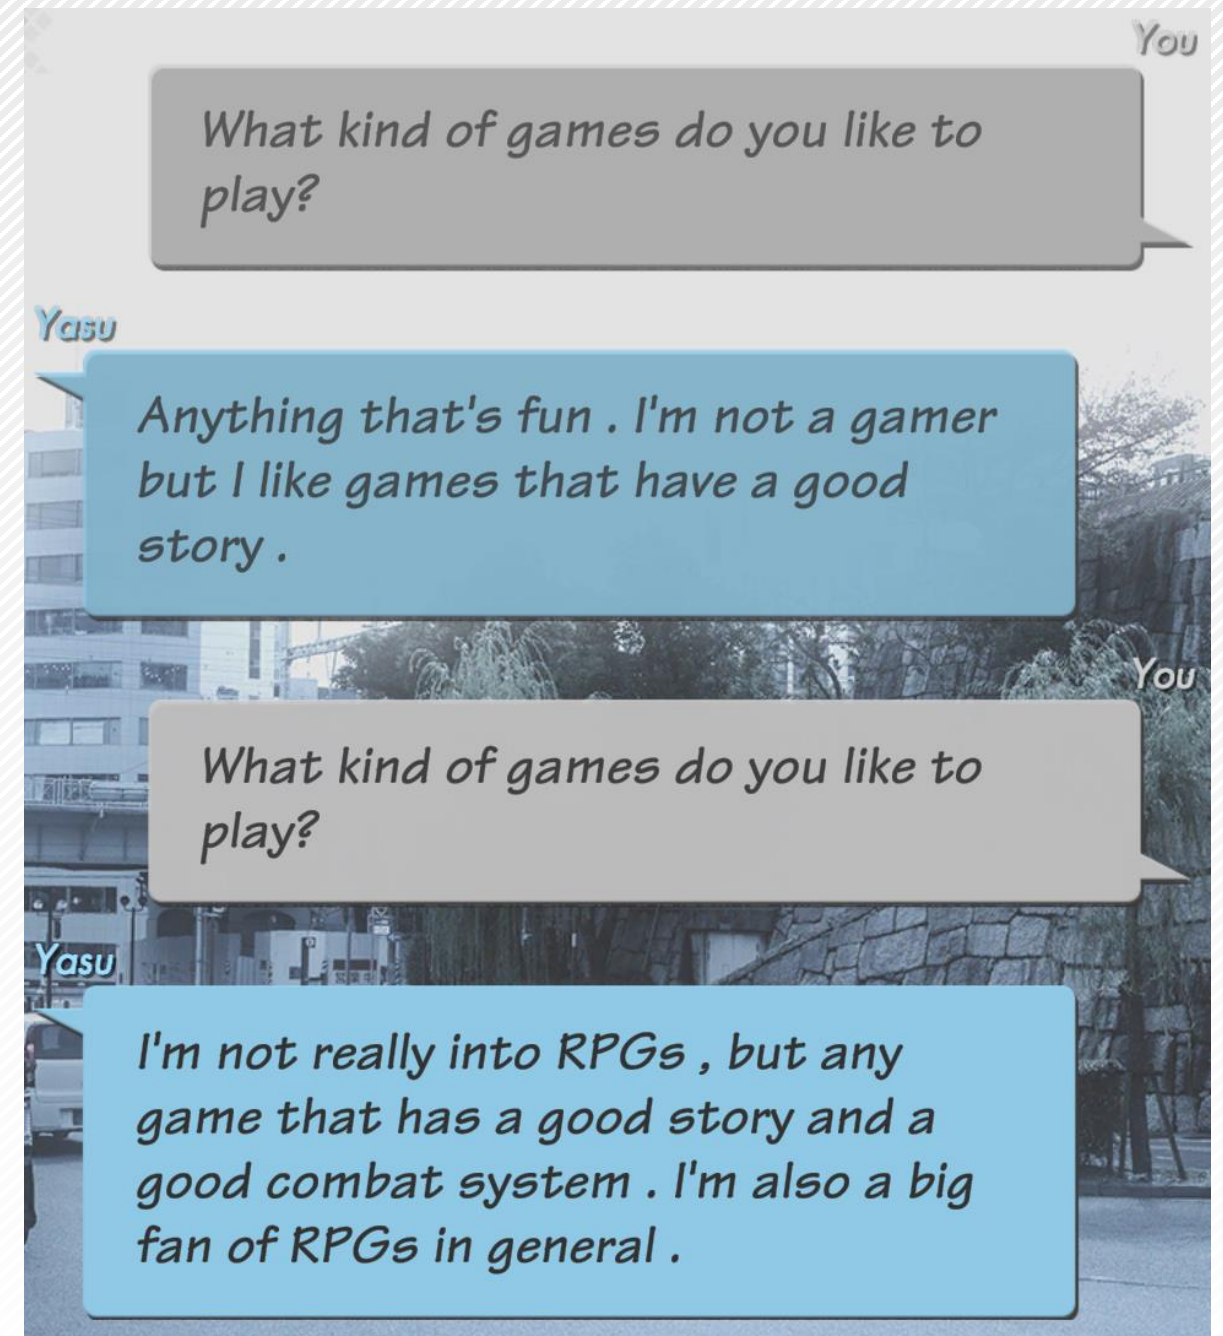 You
What kind of games do you like to
play?
Yasu
Anything that's fun . I'm not a gamer
but I like games that have a good
story .
You
What kind of games do you like to
play?
Yasu
I'm not really into RPGs , but any
game that has a good story and a
good combat system . I'm also a big
fan of RPGs in general .